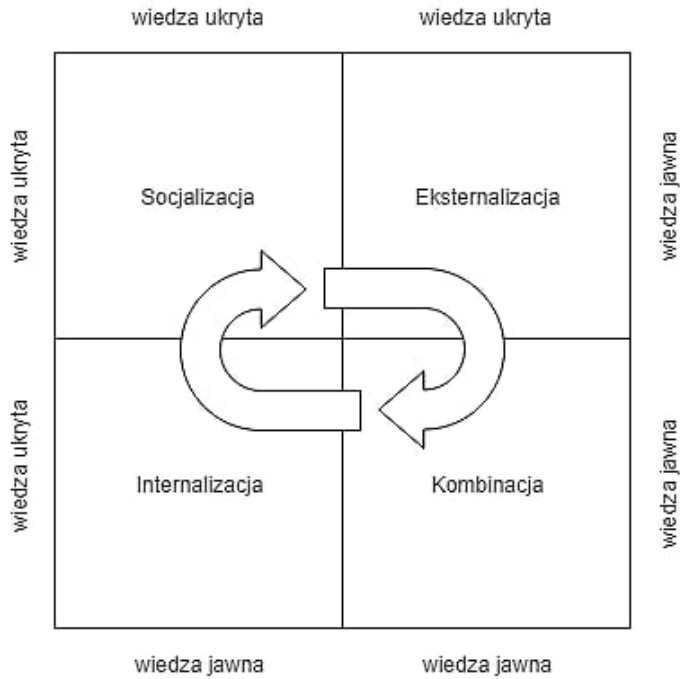 wiedza ukryta
wiedza ukryta
wiedza ukryta
Socjalizacja
Eksternalizacja
wiedza jawna
wiedza ukryta
Internalizacja
Kombinacja
wiedza jawna
wiedza jawna
wiedza jawna